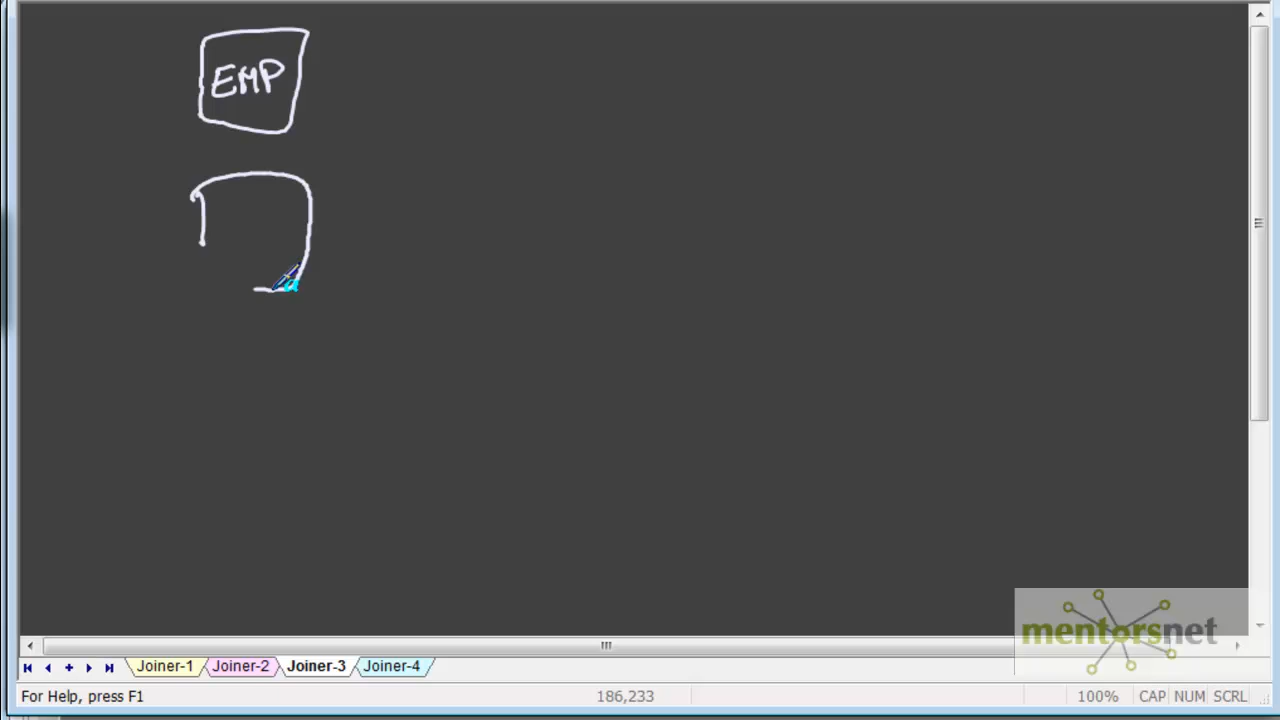 EMP
mentorsnet
Joiner-1 Joiner-2 Joiner-3 Joiner-4
For Help, press F1 186,233 100% CAP NUM SCRL